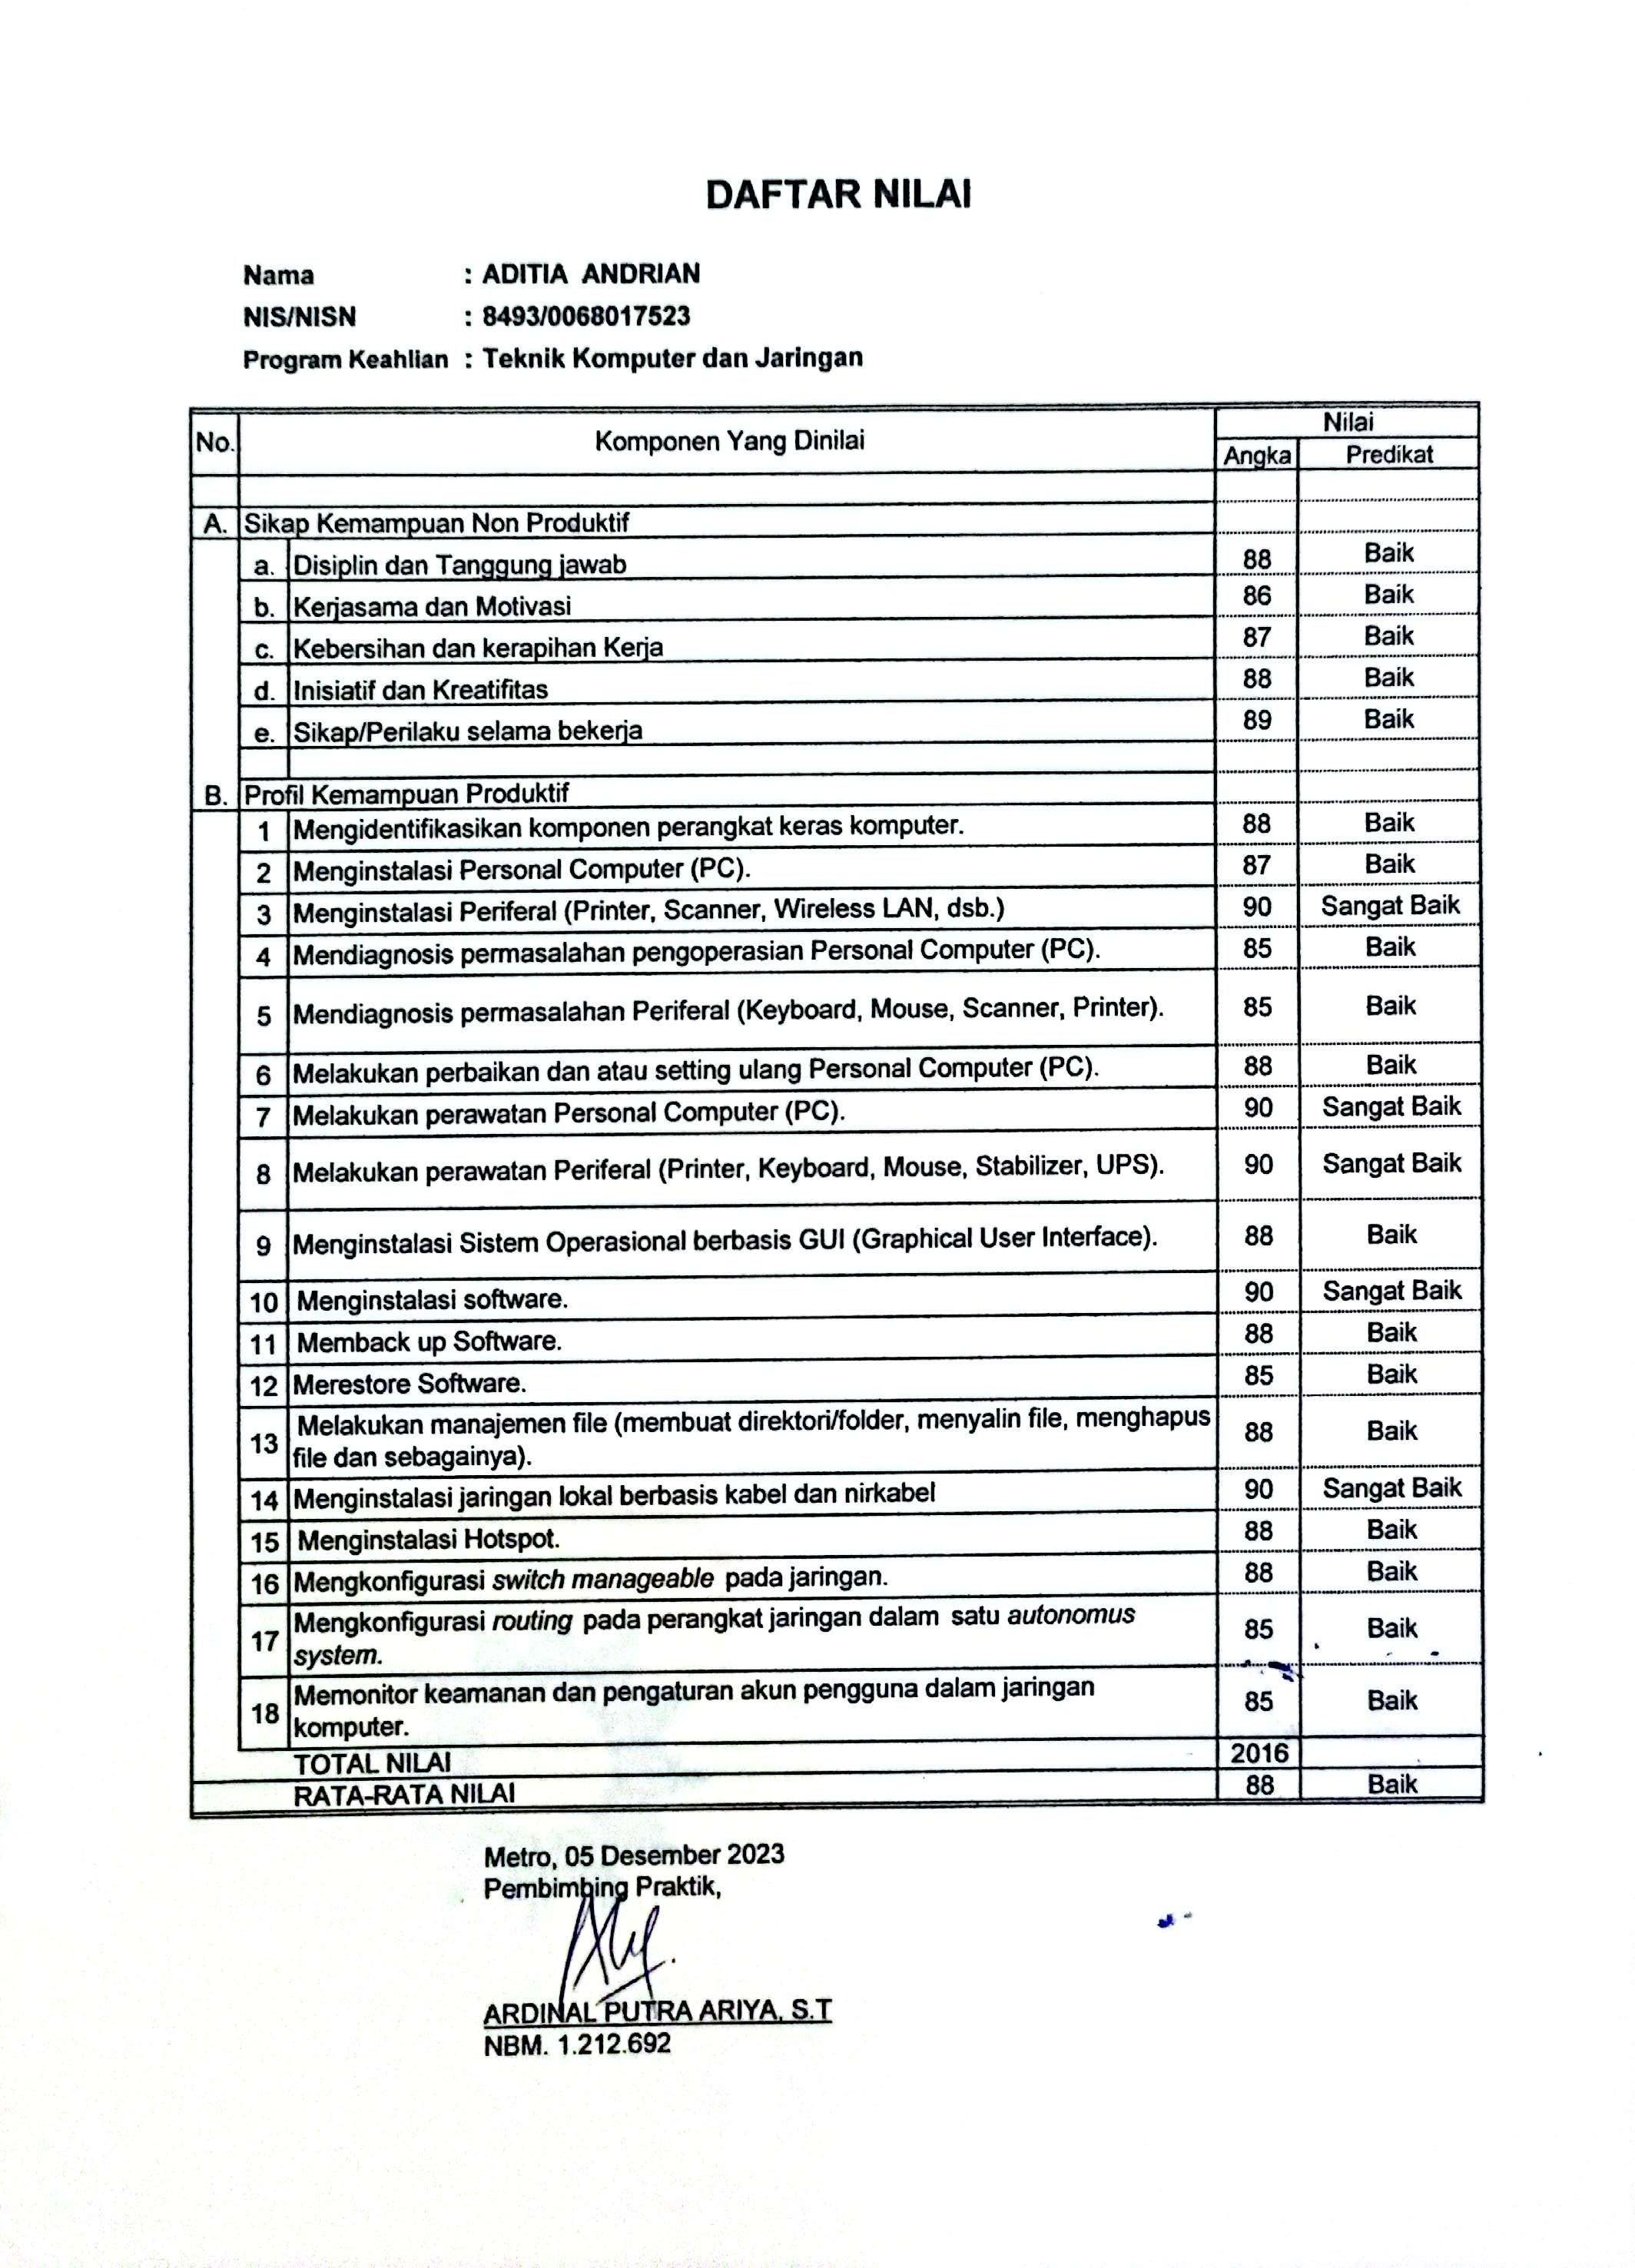 DAFTAR NILAI
Nama : ADITIA ANDRIAN
NIS/NISN : 8493/0068017523
Program Keahlian : Teknik Komputer dan Jaringan
No. Komponen Yang Dinilai Nilai
Angka Predikat
A. Sikap Kemampuan Non Produktif
a. Disiplin dan Tanggung jawab 88 Baik
b. Kerjasama dan Motivasi 86 Baik
c. Kebersihan dan kerapihan Kerja 87 Baik
d. Inisiatif dan Kreatifitas 88 Baik
e. Sikap/Perilaku selama bekerja 89 Baik
B. Profil Kemampuan Produktif
1 Mengidentifikasikan komponen perangkat keras komputer. 88 Baik
2 Menginstalasi Personal Computer (PC). 87 Baik
3 Menginstalasi Periferal (Printer, Scanner, Wireless LAN, dsb.) 90 Sangat Baik
4 Mendiagnosis permasalahan pengoperasian Personal Computer (PC). 85 Baik
5 Mendiagnosis permasalahan Periferal (Keyboard, Mouse, Scanner, Printer). 85 Baik
6 Melakukan perbaikan dan atau setting ulang Personal Computer (PC). 88 Baik
7 Melakukan perawatan Personal Computer (PC). 90 Sangat Baik
8 Melakukan perawatan Periferal (Printer, Keyboard, Mouse, Stabilizer, UPS). 90 Sangat Baik
9 Menginstalasi Sistem Operasional berbasis GUI (Graphical User Interface). 88 Baik
10 Menginstalasi software. 90 Sangat Baik
11 Memback up Software. 88 Baik
12 Merestore Software. 85 Baik
13 Melakukan manajemen file (membuat direktori/folder, menyalin file, menghapus
file dan sebagainya). 88 Baik
14 Menginstalasi jaringan lokal berbasis kabel dan nirkabel 90 Sangat Baik
15 Menginstalasi Hotspot. 88 Baik
16 Mengkonfigurasi switch manageable pada jaringan. 88 Baik
17 Mengkonfigurasi routing pada perangkat jaringan dalam satu autonomus
system. 85 Baik
18 Memonitor keamanan dan pengaturan akun pengguna dalam jaringan
komputer. 85 Baik
TOTAL NILAI 2016
RATA-RATA NILAI 88 Baik
Metro, 05 Desember 2023
Pembimbing Praktik,
ARDINAL PUTRA ARIYA, S.T
NBM. 1.212.692